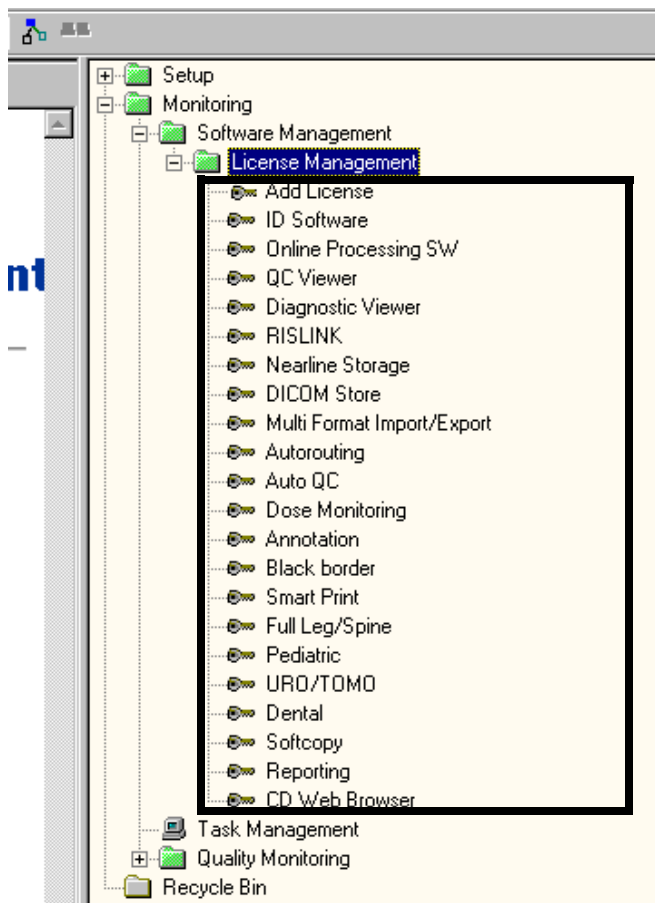 Setup
Monitoring
Software Management
License Management
Add License
ID Software
Online Processing SW
QC Viewer
nt
Diagnostic Viewer
RISLINK
Nearline Storage
DICOM Store
Multi Format Import/Export
Autorouting
Auto QC
Dose Monitoring
Annotation
Black border
Smart Print
Full Leg/Spine
Pediatric
URO/TOMO
Dental
Softcopy
Reporting
CD Web Browser
Task Management
Quality Monitoring
Recycle Bin